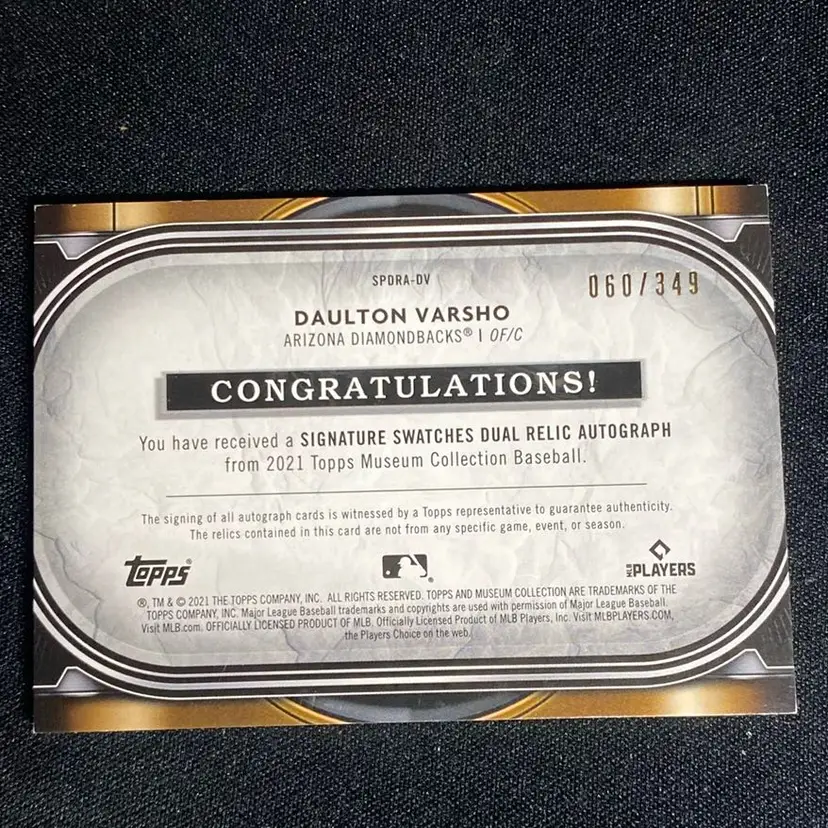 SPDRA-DV
060/349
DAULTON VARSHO
ARIZONA DIAMONDBACKS® | OF/C
CONGRATULATIONS!
You have received a SIGNATURE SWATCHES DUAL RELIC AUTOGRAPH
from 2021 Topps Museum Collection Baseball.
The signing of all autograph cards is witnessed by a Topps representative to guarantee authenticity.
The relics contained in this card are not from any specific game, event, or season.
Topps
MLB PLAYERS
®, TM & © 2021 THE TOPPS COMPANY, INC. ALL RIGHTS RESERVED. TOPPS AND MUSEUM COLLECTION ARE TRADEMARKS OF THE
TOPPS COMPANY, INC. Major League Baseball trademarks and copyrights are used with permission of Major League Baseball.
Visit MLB.com. OFFICIALLY LICENSED PRODUCT OF MLB. Officially Licensed Product of MLB Players, Inc. Visit MLBPLAYERS.COM,
the Players Choice on the web.